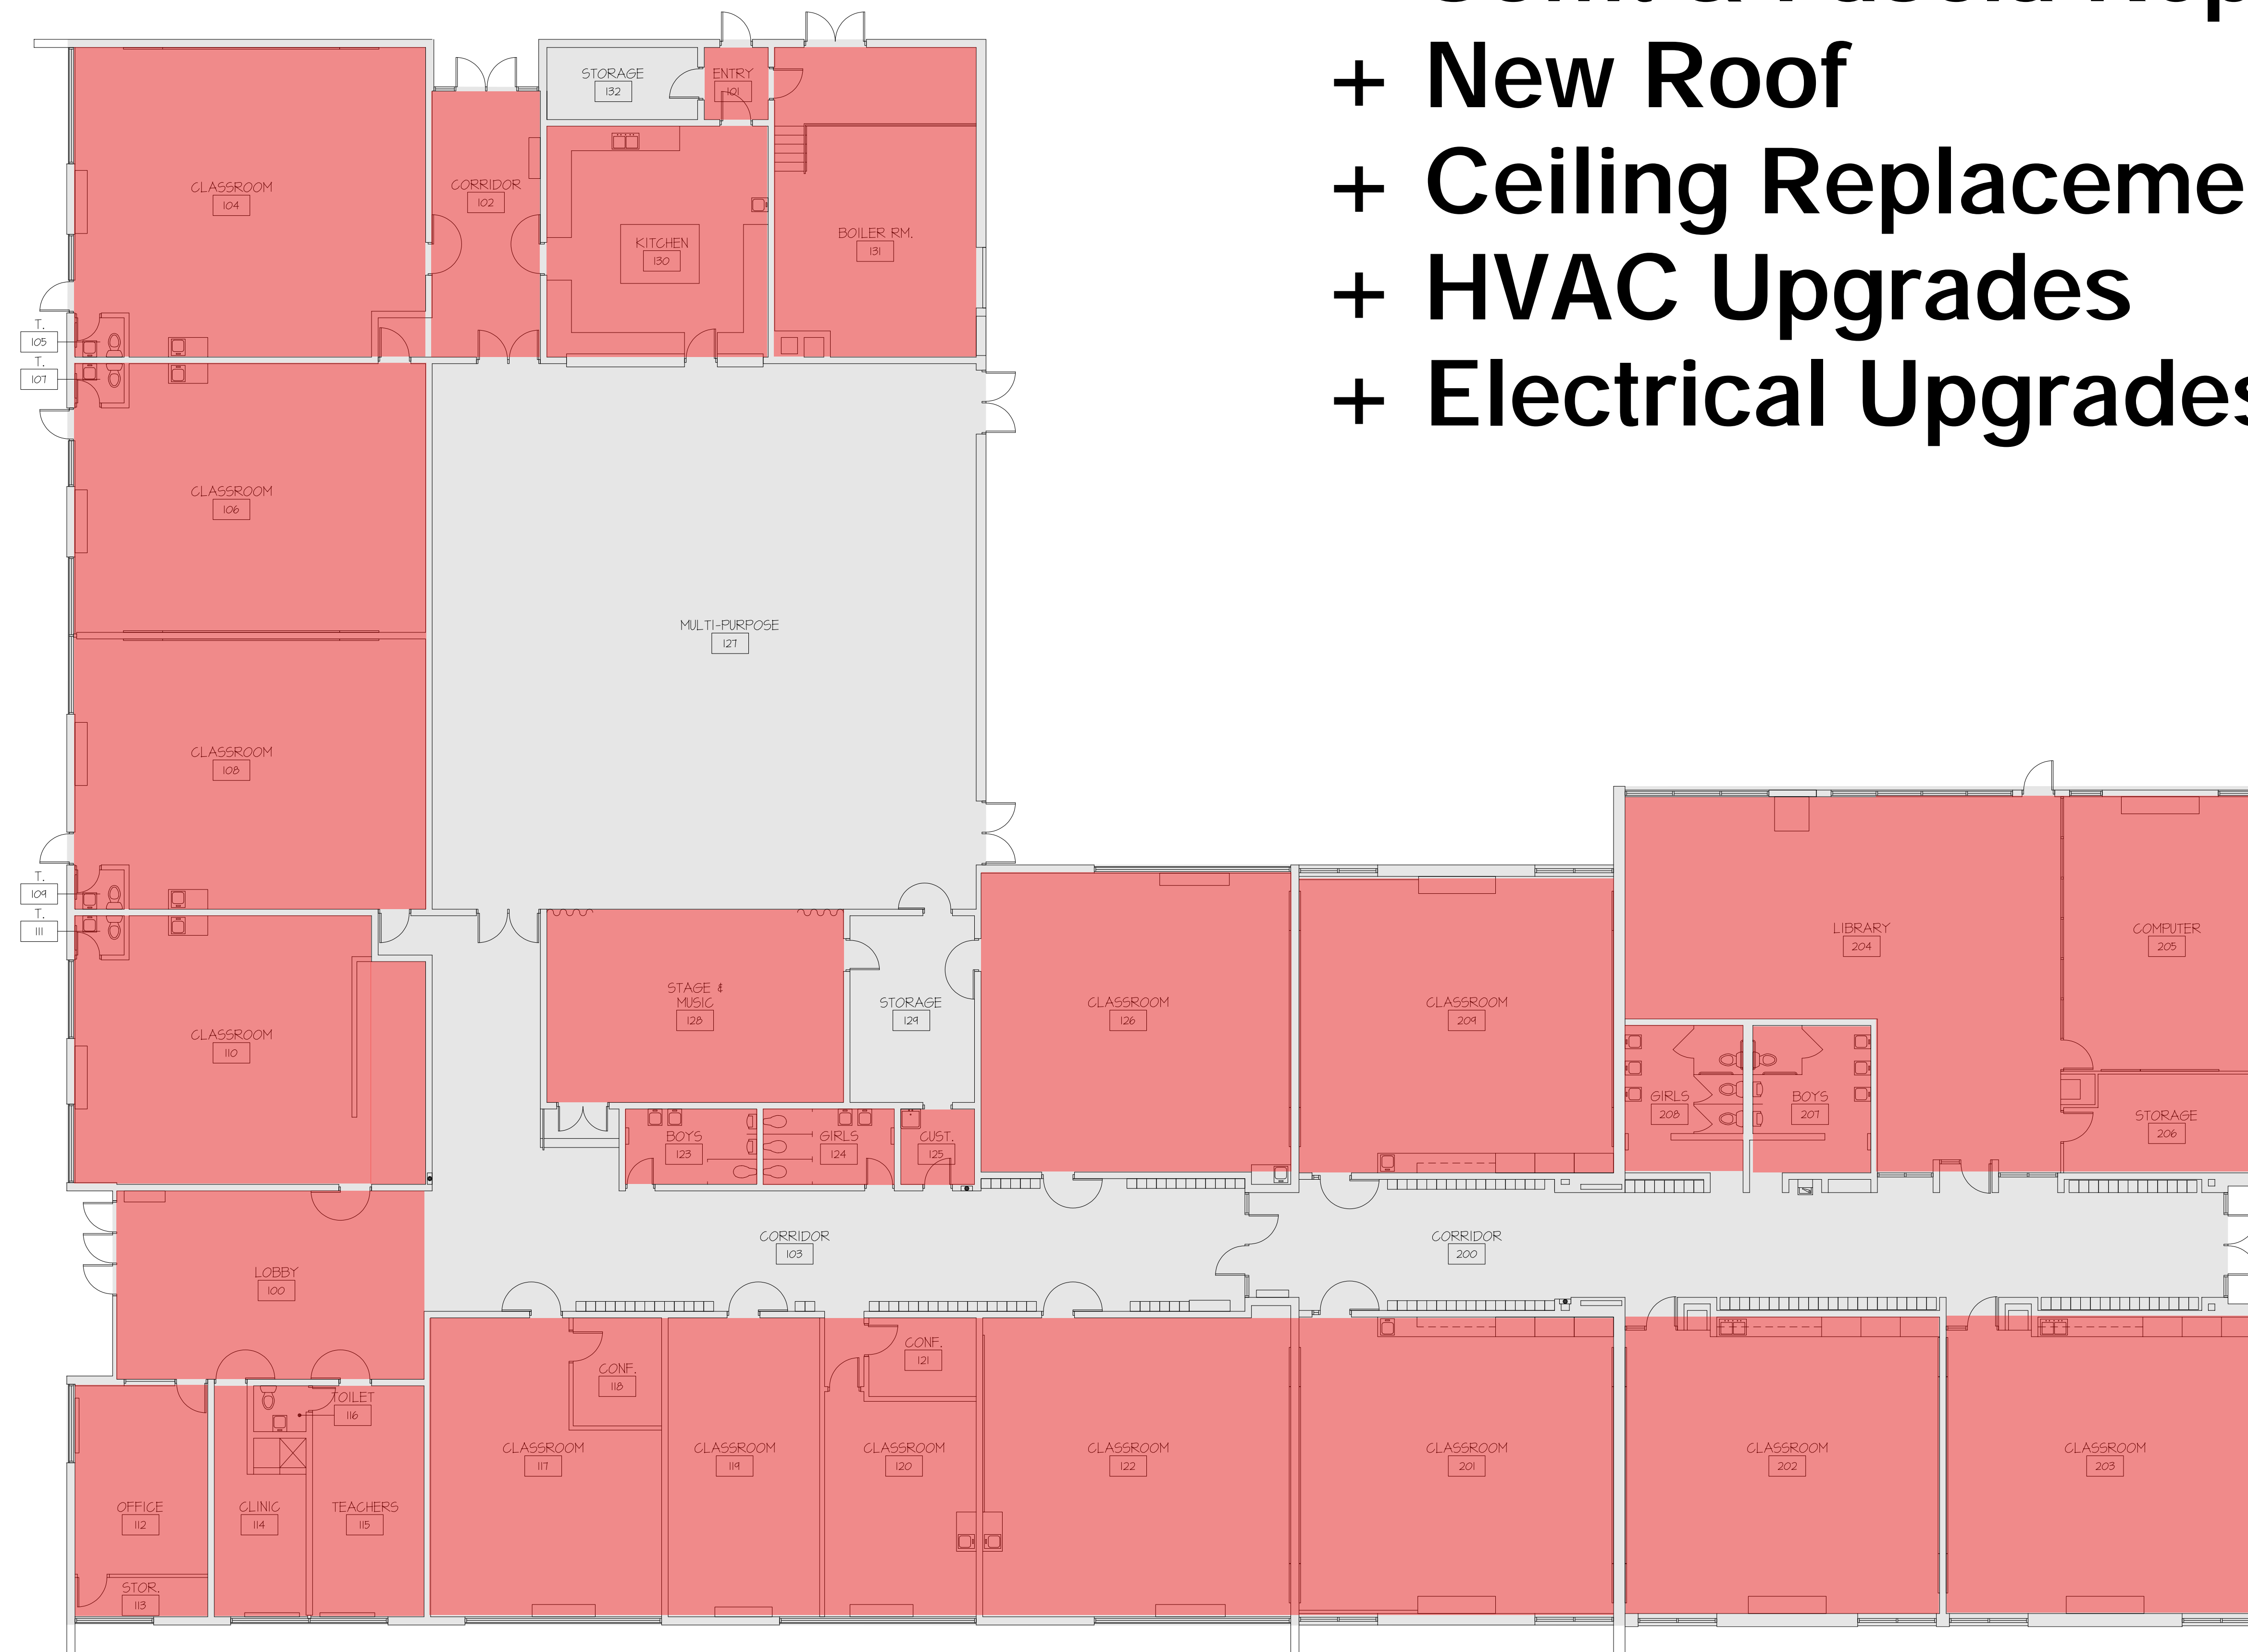 + New Roof
+ Ceiling Replaceme
+ HVAC Upgrades
+ Electrical Upgrades
STORAGE
132
ENTRY
101
CLASSROOM
104
CORRIDOR
102
KITCHEN
130
BOILER RM.
131
T.
105
T.
107
CLASSROOM
106
MULTI-PURPOSE
127
CLASSROOM
108
T.
109
T.
111
CLASSROOM
110
STAGE &
MUSIC
128
STORAGE
129
CLASSROOM
126
CLASSROOM
209
LIBRARY
204
COMPUTER
205
GIRLS
208
BOYS
207
STORAGE
206
BOYS
123
GIRLS
124
CUST.
125
CORRIDOR
103
CORRIDOR
200
LOBBY
100
CONF.
118
CONF.
121
TOILET
116
CLASSROOM
117
CLASSROOM
119
CLASSROOM
120
CLASSROOM
122
CLASSROOM
201
CLASSROOM
202
CLASSROOM
203
OFFICE
112
CLINIC
114
TEACHERS
115
STOR.
113